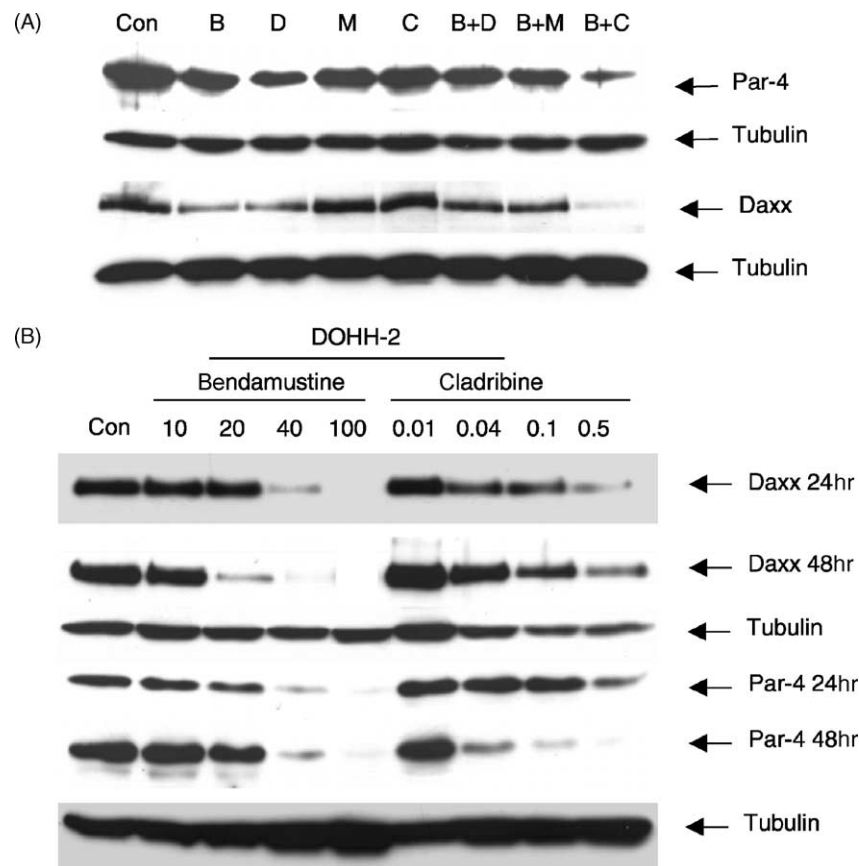 (A)
Con B D M C B+D B+M B+C
Par-4
Tubulin
Daxx
Tubulin
(B)
DOHH-2
Bendamustine Cladribine
Con 10 20 40 100 0.01 0.04 0.1 0.5
Daxx 24hr
Daxx 48hr
Tubulin
Par-4 24hr
Par-4 48hr
Tubulin